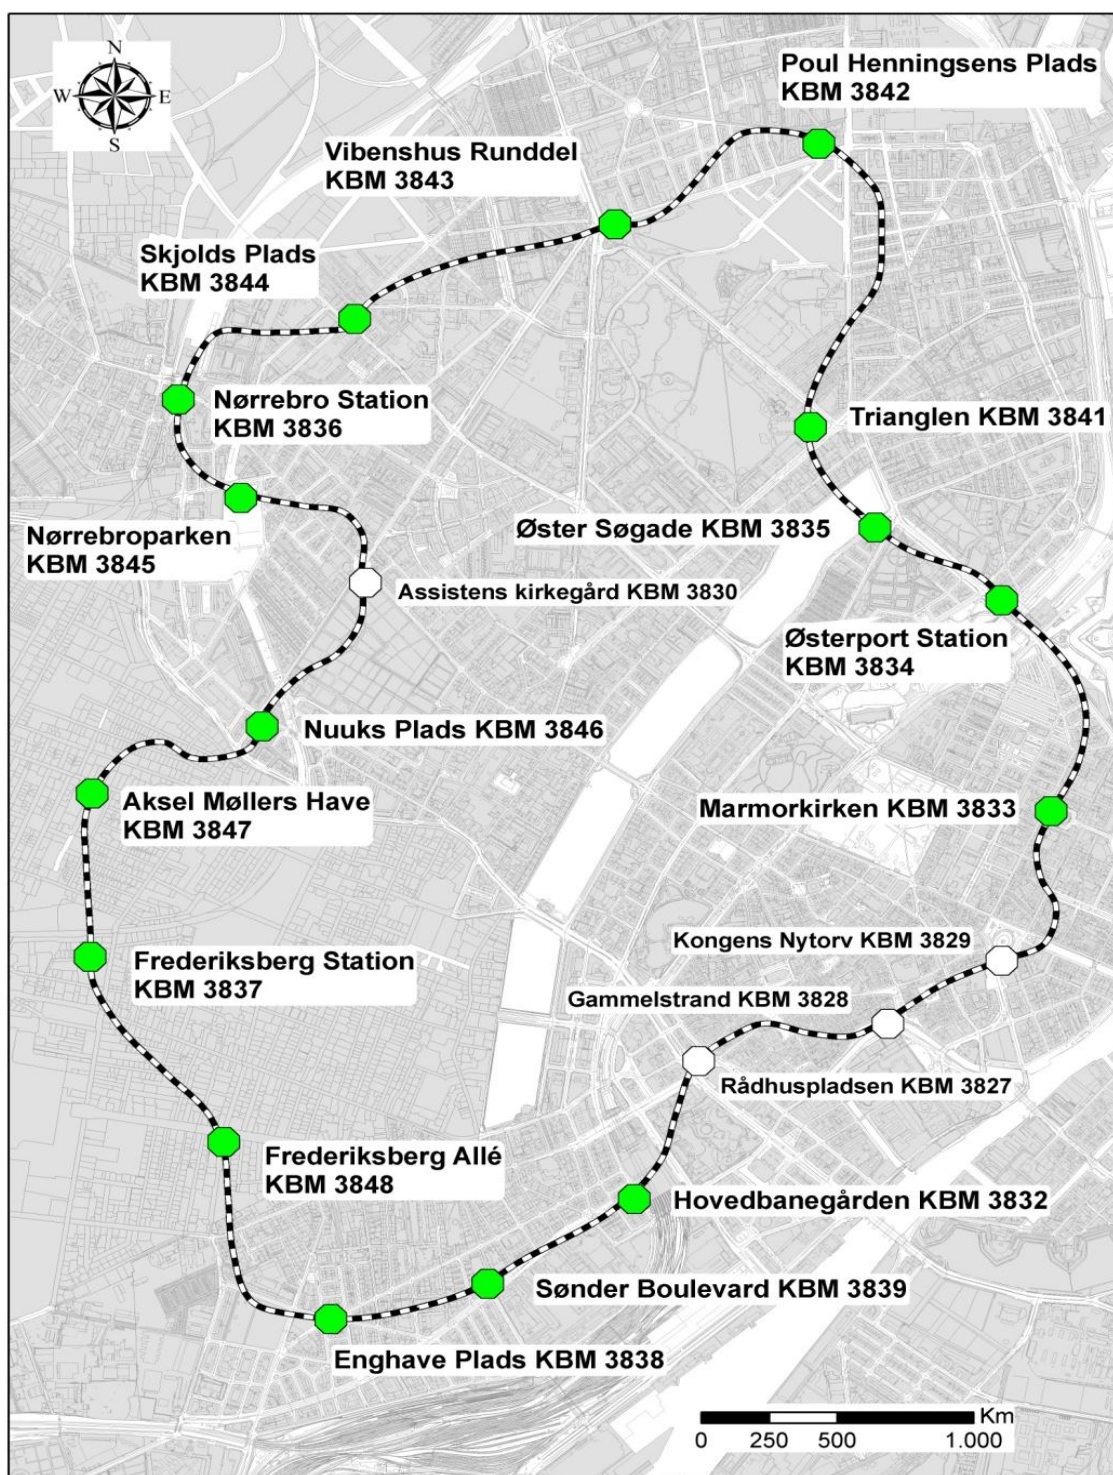 N
W E
S
Poul Henningsens Plads
KBM 3842
Vibenshus Runddel
KBM 3843
Skjolds Plads
KBM 3844
Nørrebro Station
KBM 3836
Trianglen KBM 3841
Nørrebroparken
KBM 3845
Øster Søgade KBM 3835
Assistens kirkegård KBM 3830
Østerport Station
KBM 3834
Nuuks Plads KBM 3846
Aksel Møllers Have
KBM 3847
Marmorkirken KBM 3833
Kongens Nytorv KBM 3829
Frederiksberg Station
KBM 3837
Gammelstrand KBM 3828
Rådhuspladsen KBM 3827
Frederiksberg Allé
KBM 3848
Hovedbanegården KBM 3832
Sønder Boulevard KBM 3839
Enghave Plads KBM 3838
Km
0 250 500 1.000